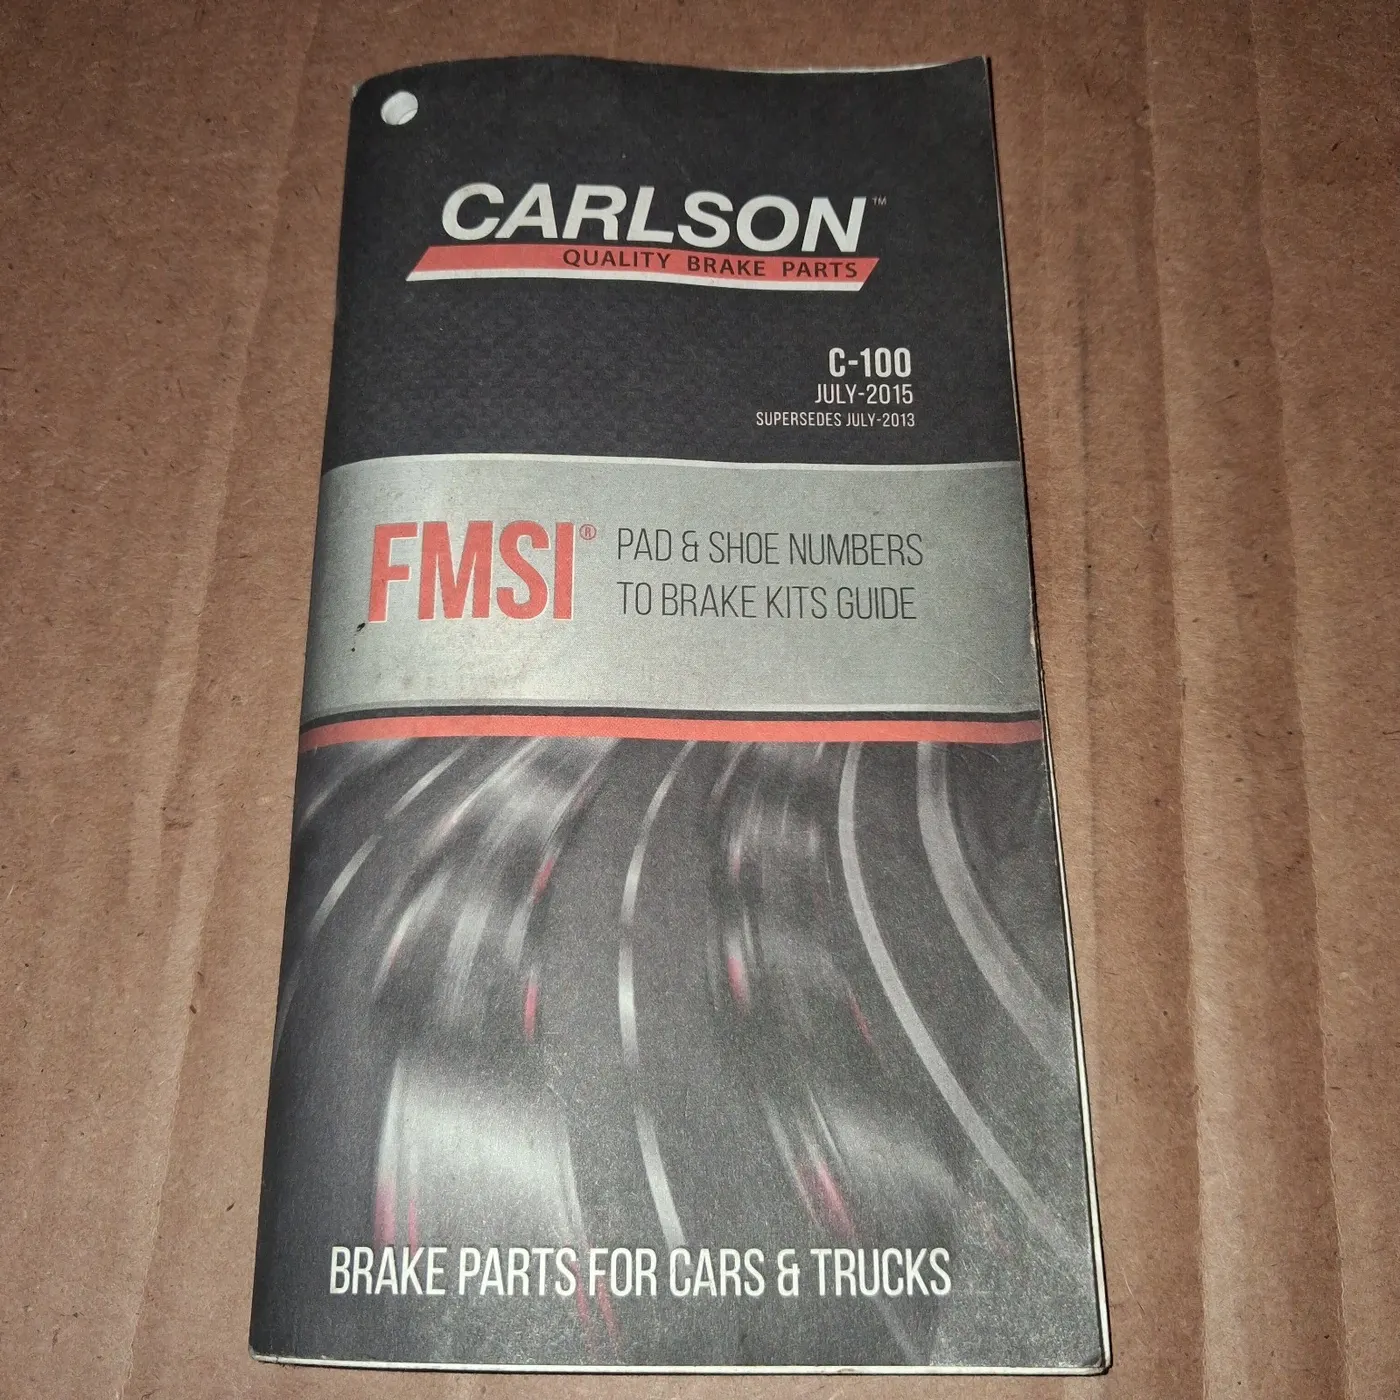 CARLSON™
QUALITY BRAKE PARTS
C-100
JULY-2015
SUPERSEDES JULY-2013
FMSI® PAD & SHOE NUMBERS
TO BRAKE KITS GUIDE
BRAKE PARTS FOR CARS & TRUCKS